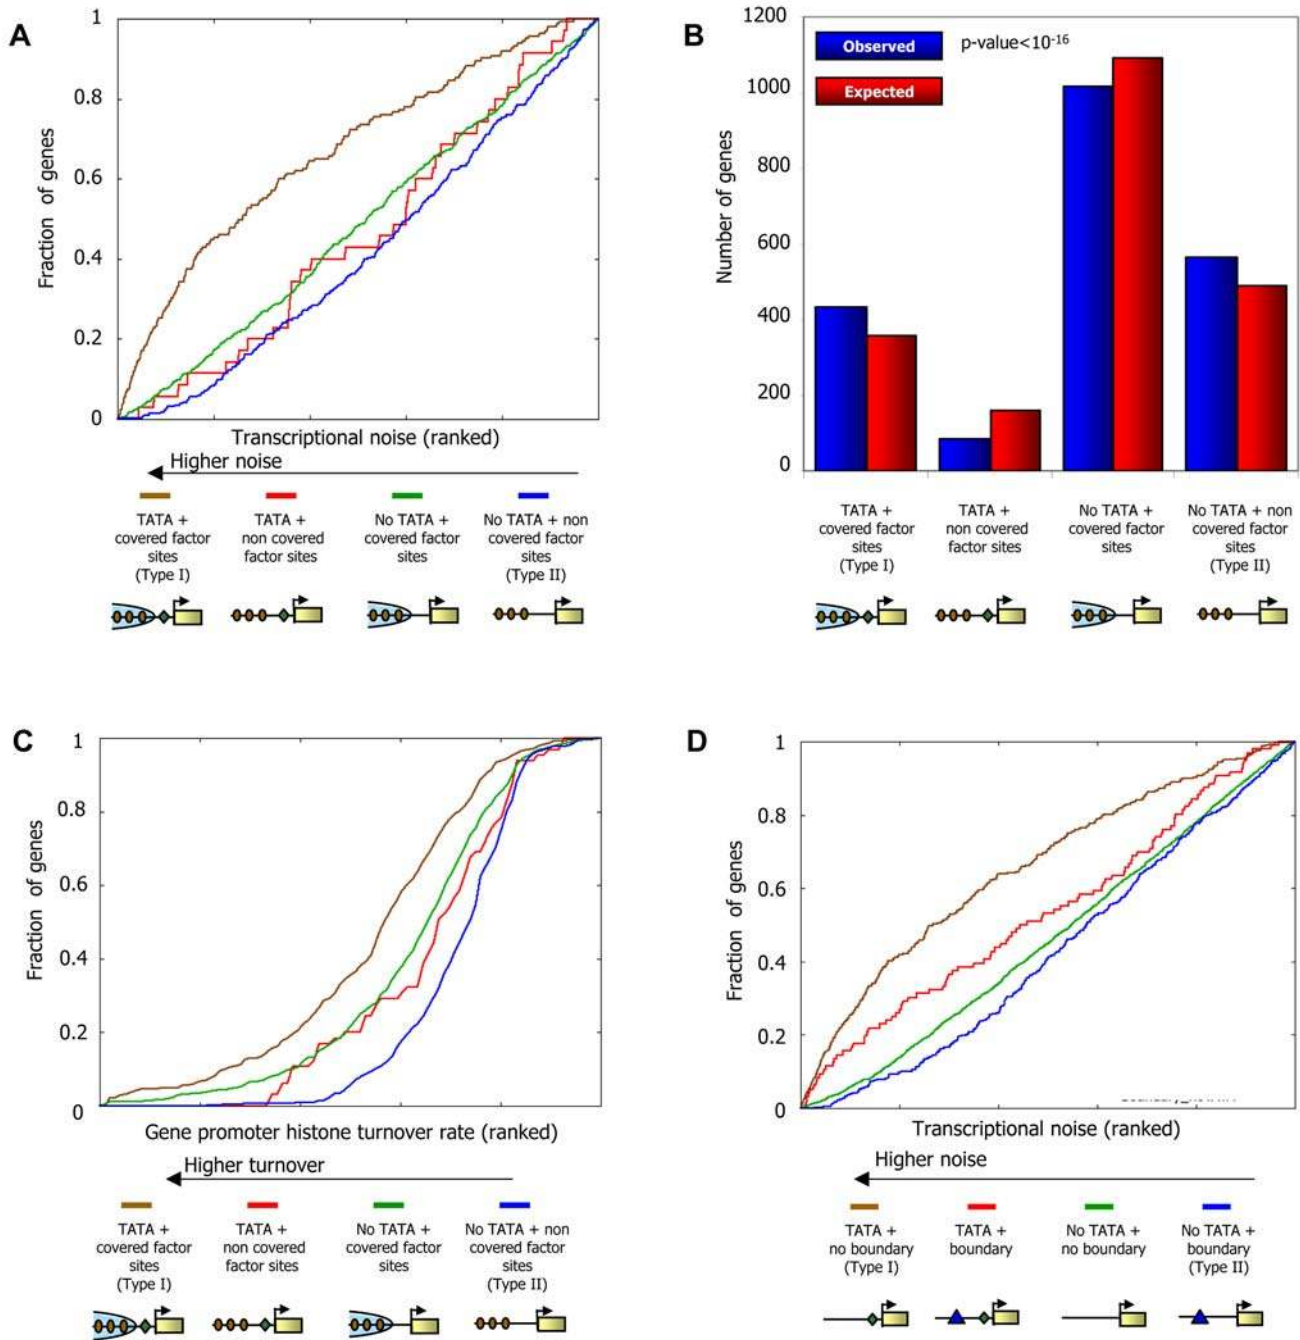 A
1
0.8
0.6
0.4
0.2
0
Fraction of genes
Transcriptional noise (ranked)
Higher noise
TATA +
covered factor
sites
(Type I)
TATA +
non covered
factor sites
No TATA +
covered factor
sites
No TATA + non
covered factor
sites
(Type II)
B
1200
1000
800
600
400
200
0
Number of genes
Observed
p-value<10-16
Expected
TATA +
covered factor
sites
(Type I)
TATA +
non covered
factor sites
No TATA +
covered factor
sites
No TATA + non
covered factor
sites
(Type II)
C
1
0.8
0.6
0.4
0.2
0
Fraction of genes
Gene promoter histone turnover rate (ranked)
Higher turnover
TATA +
covered factor
sites
(Type I)
TATA +
non covered
factor sites
No TATA +
covered factor
sites
No TATA + non
covered factor
sites
(Type II)
D
1
0.8
0.6
0.4
0.2
0
Fraction of genes
Transcriptional noise (ranked)
Higher noise
TATA +
no boundary
(Type I)
TATA +
boundary
No TATA +
no boundary
No TATA +
boundary
(Type II)